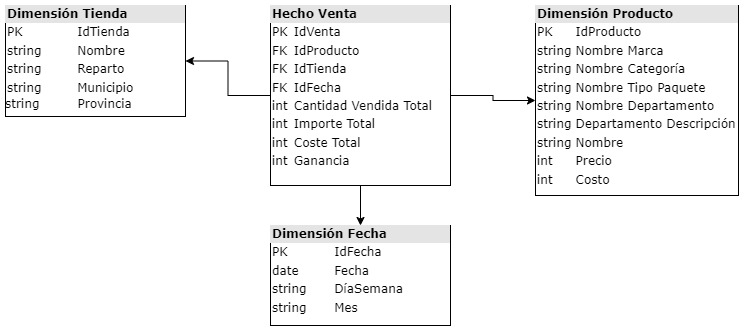 Dimensión Tienda
PK IdTienda
string Nombre
string Reparto
string Municipio
string Provincia
Hecho Venta
PK IdVenta
FK IdProducto
FK IdTienda
FK IdFecha
int Cantidad Vendida Total
int Importe Total
int Coste Total
int Ganancia
Dimensión Producto
PK IdProducto
string Nombre Marca
string Nombre Categoría
string Nombre Tipo Paquete
string Nombre Departamento
string Departamento Descripción
string Nombre
int Precio
int Costo
Dimensión Fecha
PK IdFecha
date Fecha
string DíaSemana
string Mes